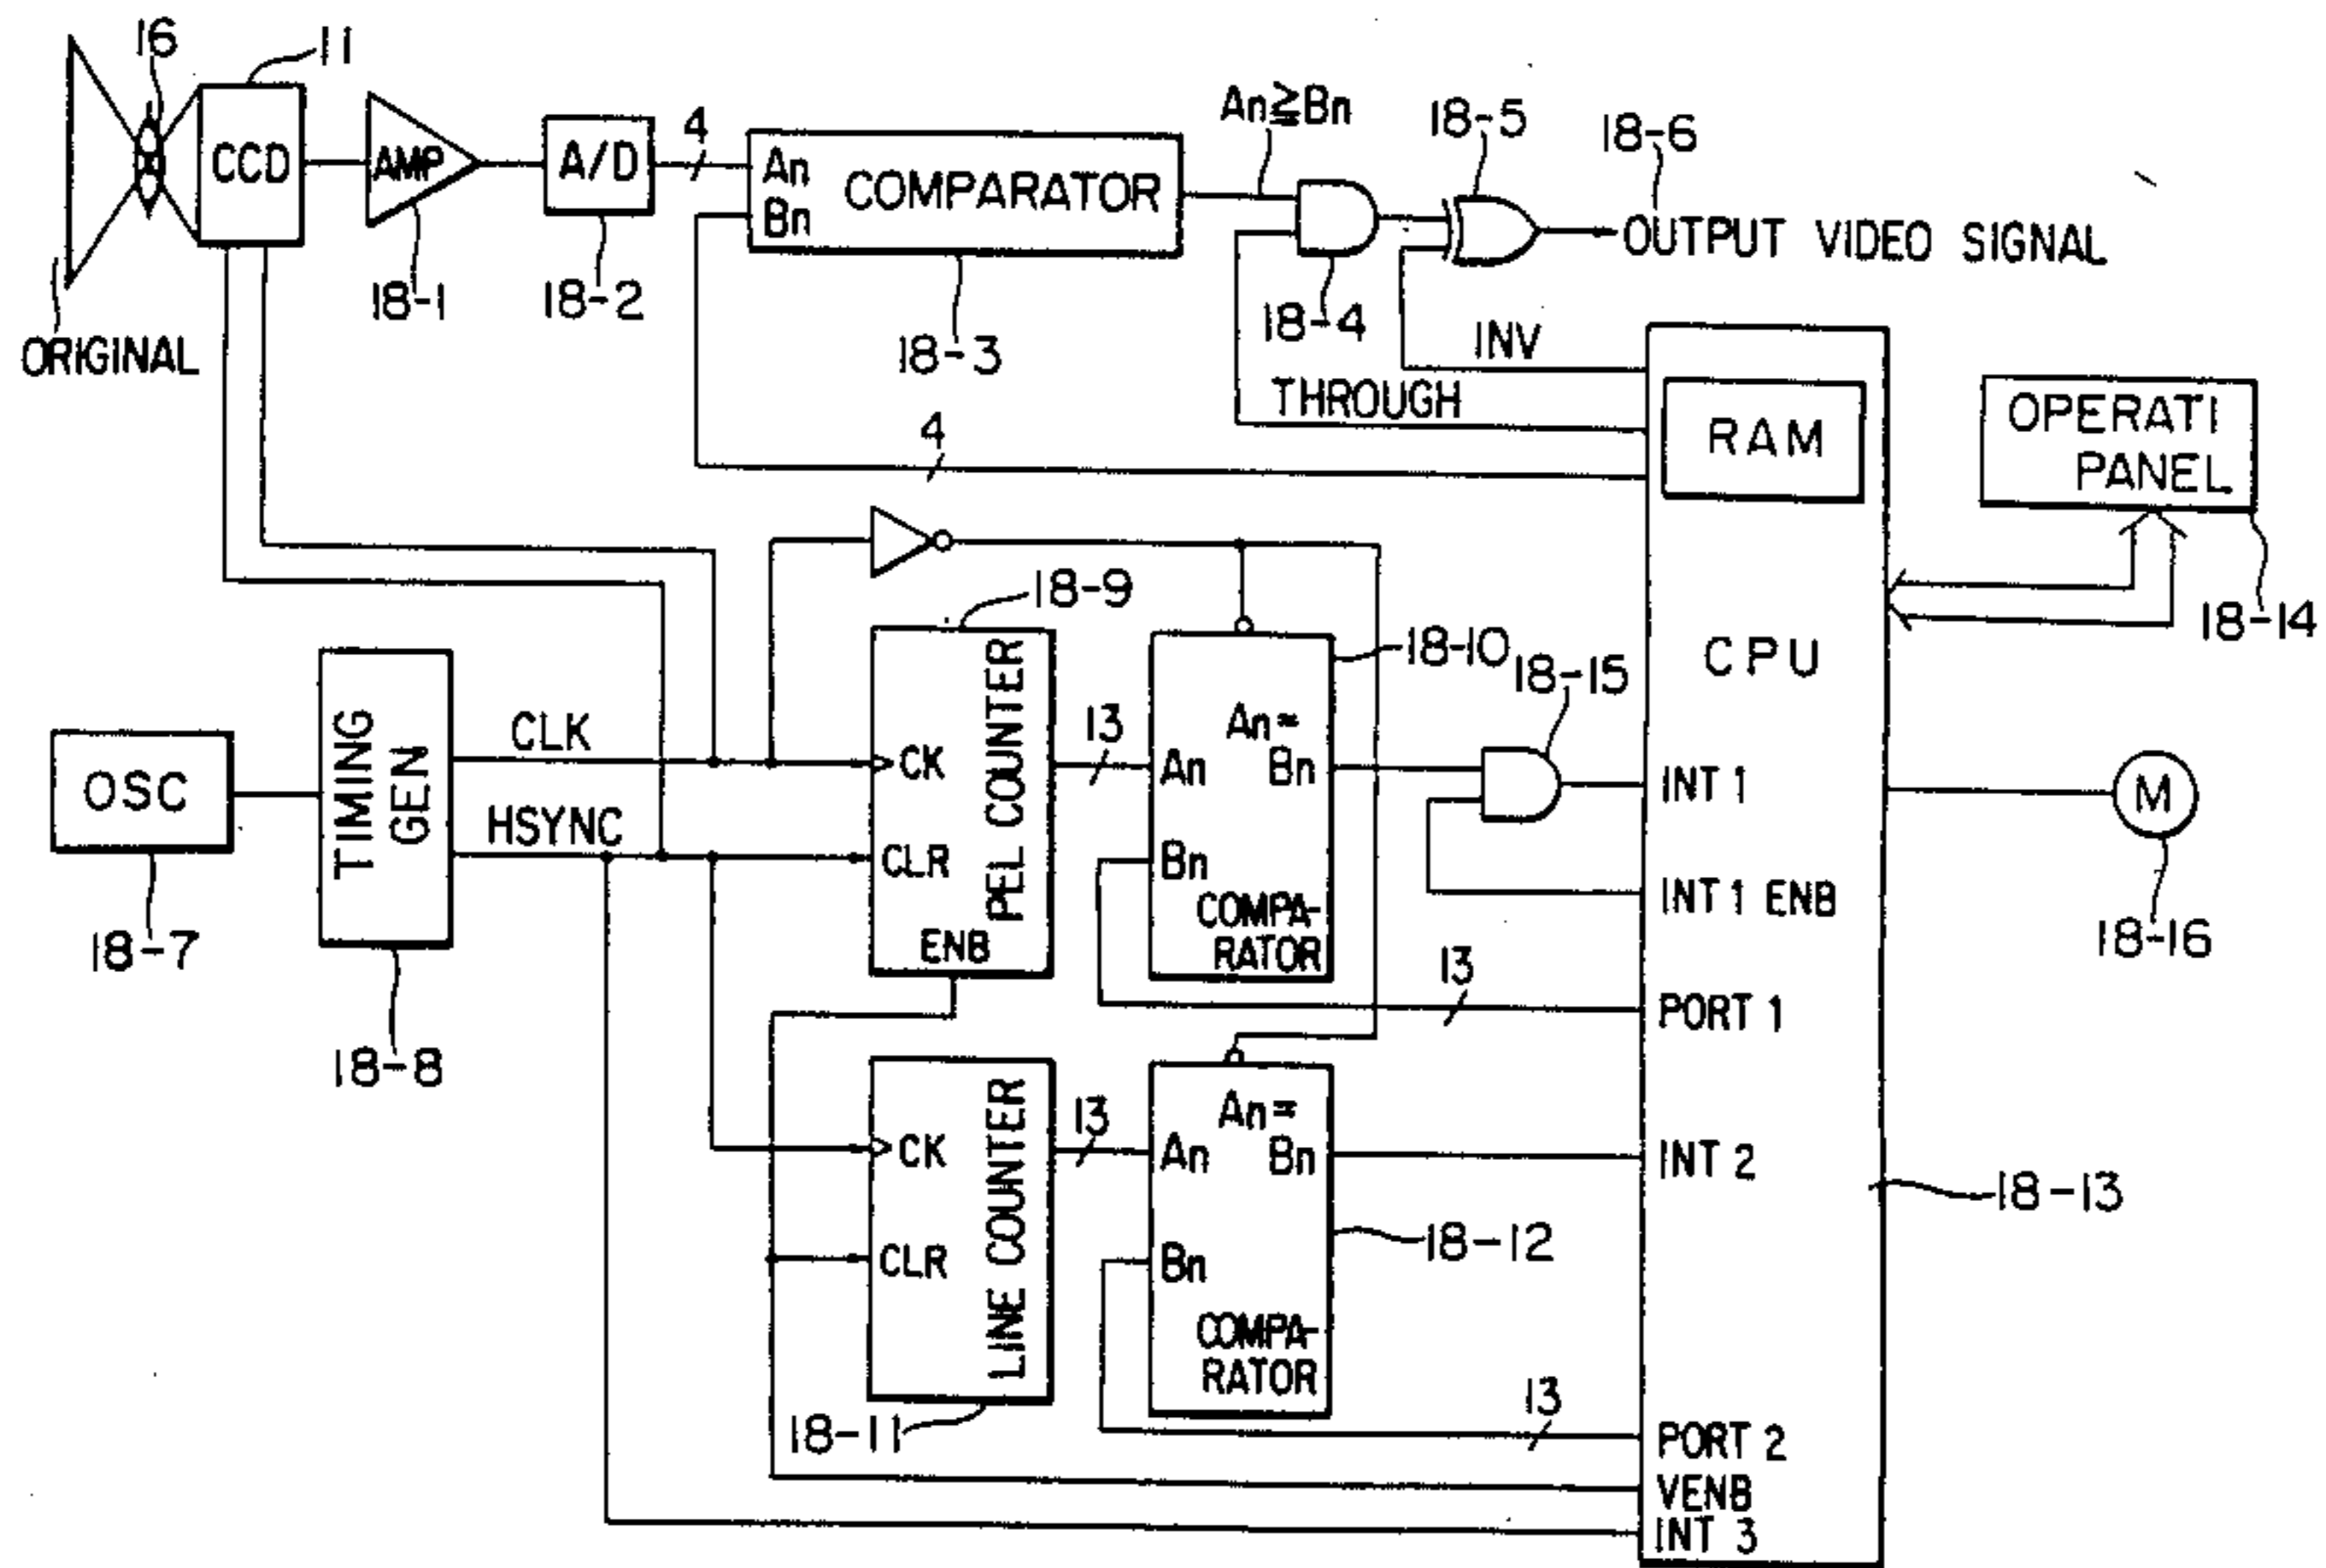 16
11
CCD
AMP
A/D
4
An
Bn
COMPARATOR
An≧Bn
18-5
18-6
OUTPUT VIDEO SIGNAL
ORIGINAL
18-1
18-2
18-3
18-4
INV
THROUGH
4
RAM
OPERATI
PANEL
18-14
CPU
18-9
18-10
18-15
OSC
18-7
TIMING
GEN
18-8
CLK
HSYNC
CK
CLR
ENB
PEL COUNTER
13
An
An=
Bn
Bn
COMPA-
RATOR
INT 1
INT 1 ENB
13
PORT 1
M
18-16
CK
CLR
LINE COUNTER
18-11
13
An
An=
Bn
Bn
COMPA-
RATOR
18-12
INT 2
18-13
13
PORT 2
VENB
INT 3